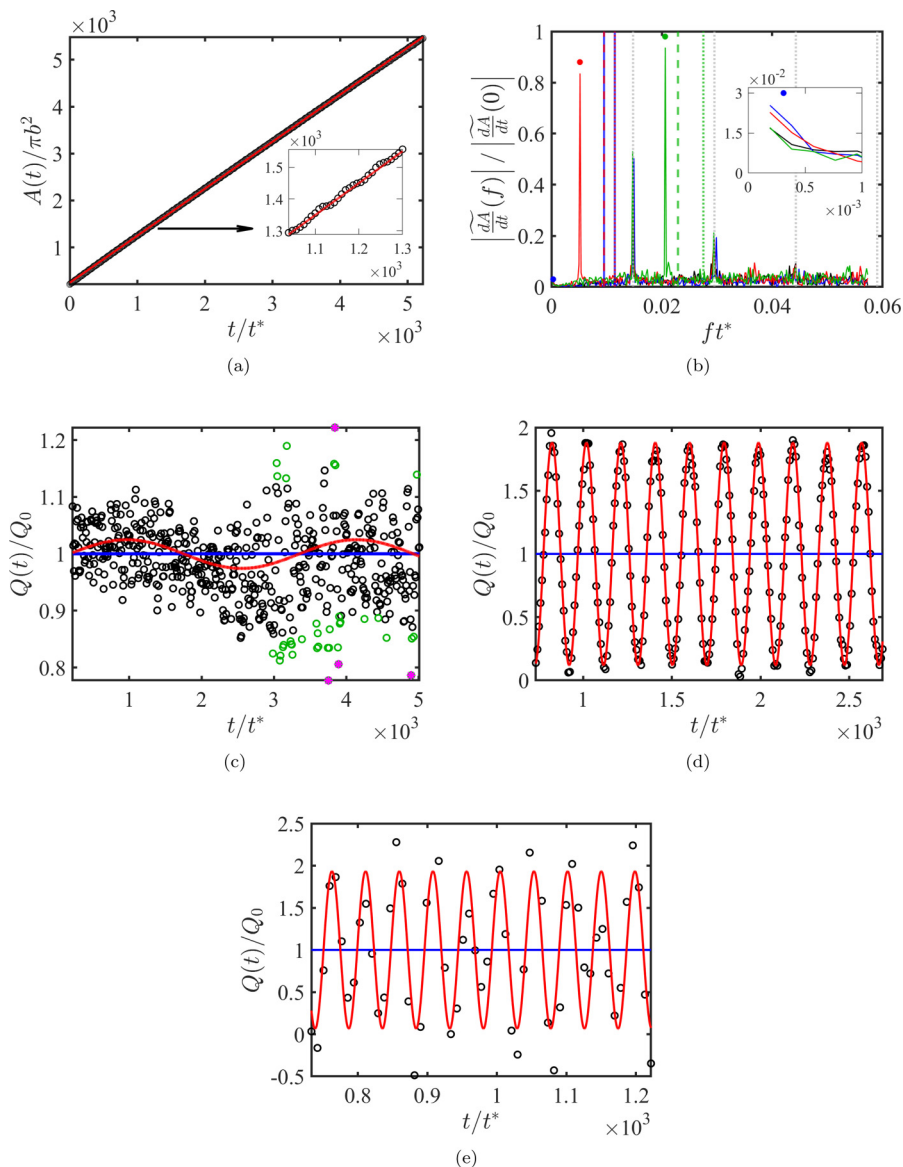 ×10³
A(t)/πb²
5
4
3
2
1
×10³
1.5
1.4
1.3
1.1 1.2 1.3
×10³
0 1 2 3 4 5
t/t*
×10³
(a)
|dA/dt(f)| / |dA/dt(0)|
1
0.8
0.6
0.4
0.2
0
×10⁻²
3
1.5
0
0 0.5 1
×10⁻³
0 0.02 0.04 0.06
ft*
(b)
Q(t)/Q₀
1.2
1.1
1
0.9
0.8
1 2 3 4 5
t/t*
×10³
(c)
Q(t)/Q₀
2
1.5
1
0.5
0
1 1.5 2 2.5
t/t*
×10³
(d)
Q(t)/Q₀
2.5
2
1.5
1
0.5
0
-0.5
0.8 0.9 1 1.1 1.2
t/t*
×10³
(e)